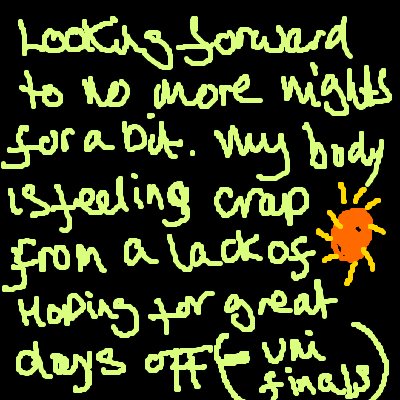 Looking forward
to no more nights
for a bit. My body
is feeling crap
from a lack of
Hoping for great
days off (- uni
finals)